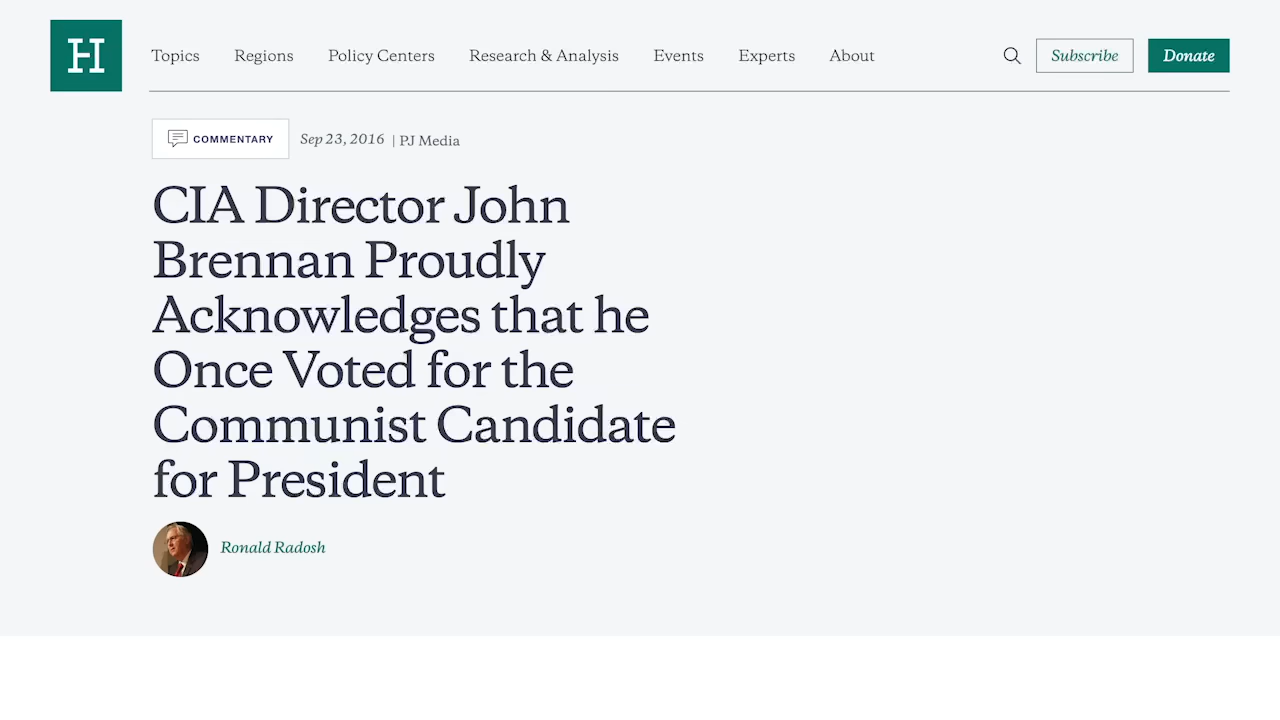 H
Topics Regions Policy Centers Research & Analysis Events Experts About Subscribe Donate
COMMENTARY Sep 23, 2016 | PJ Media
CIA Director John
Brennan Proudly
Acknowledges that he
Once Voted for the
Communist Candidate
for President
Ronald Radosh